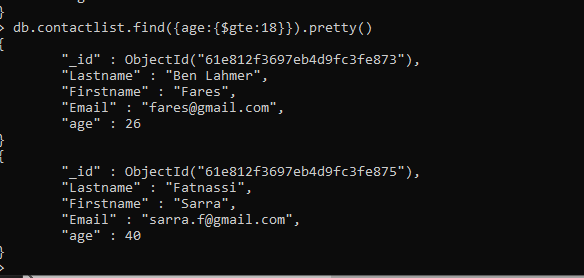 }
> db.contactlist.find({age:{$gte:18}}).pretty()
{
        "_id" : ObjectId("61e812f3697eb4d9fc3fe873"),
        "Lastname" : "Ben Lahmer",
        "Firstname" : "Fares",
        "Email" : "fares@gmail.com",
        "age" : 26
}
{
        "_id" : ObjectId("61e812f3697eb4d9fc3fe875"),
        "Lastname" : "Fatnassi",
        "Firstname" : "Sarra",
        "Email" : "sarra.f@gmail.com",
        "age" : 40
}
>